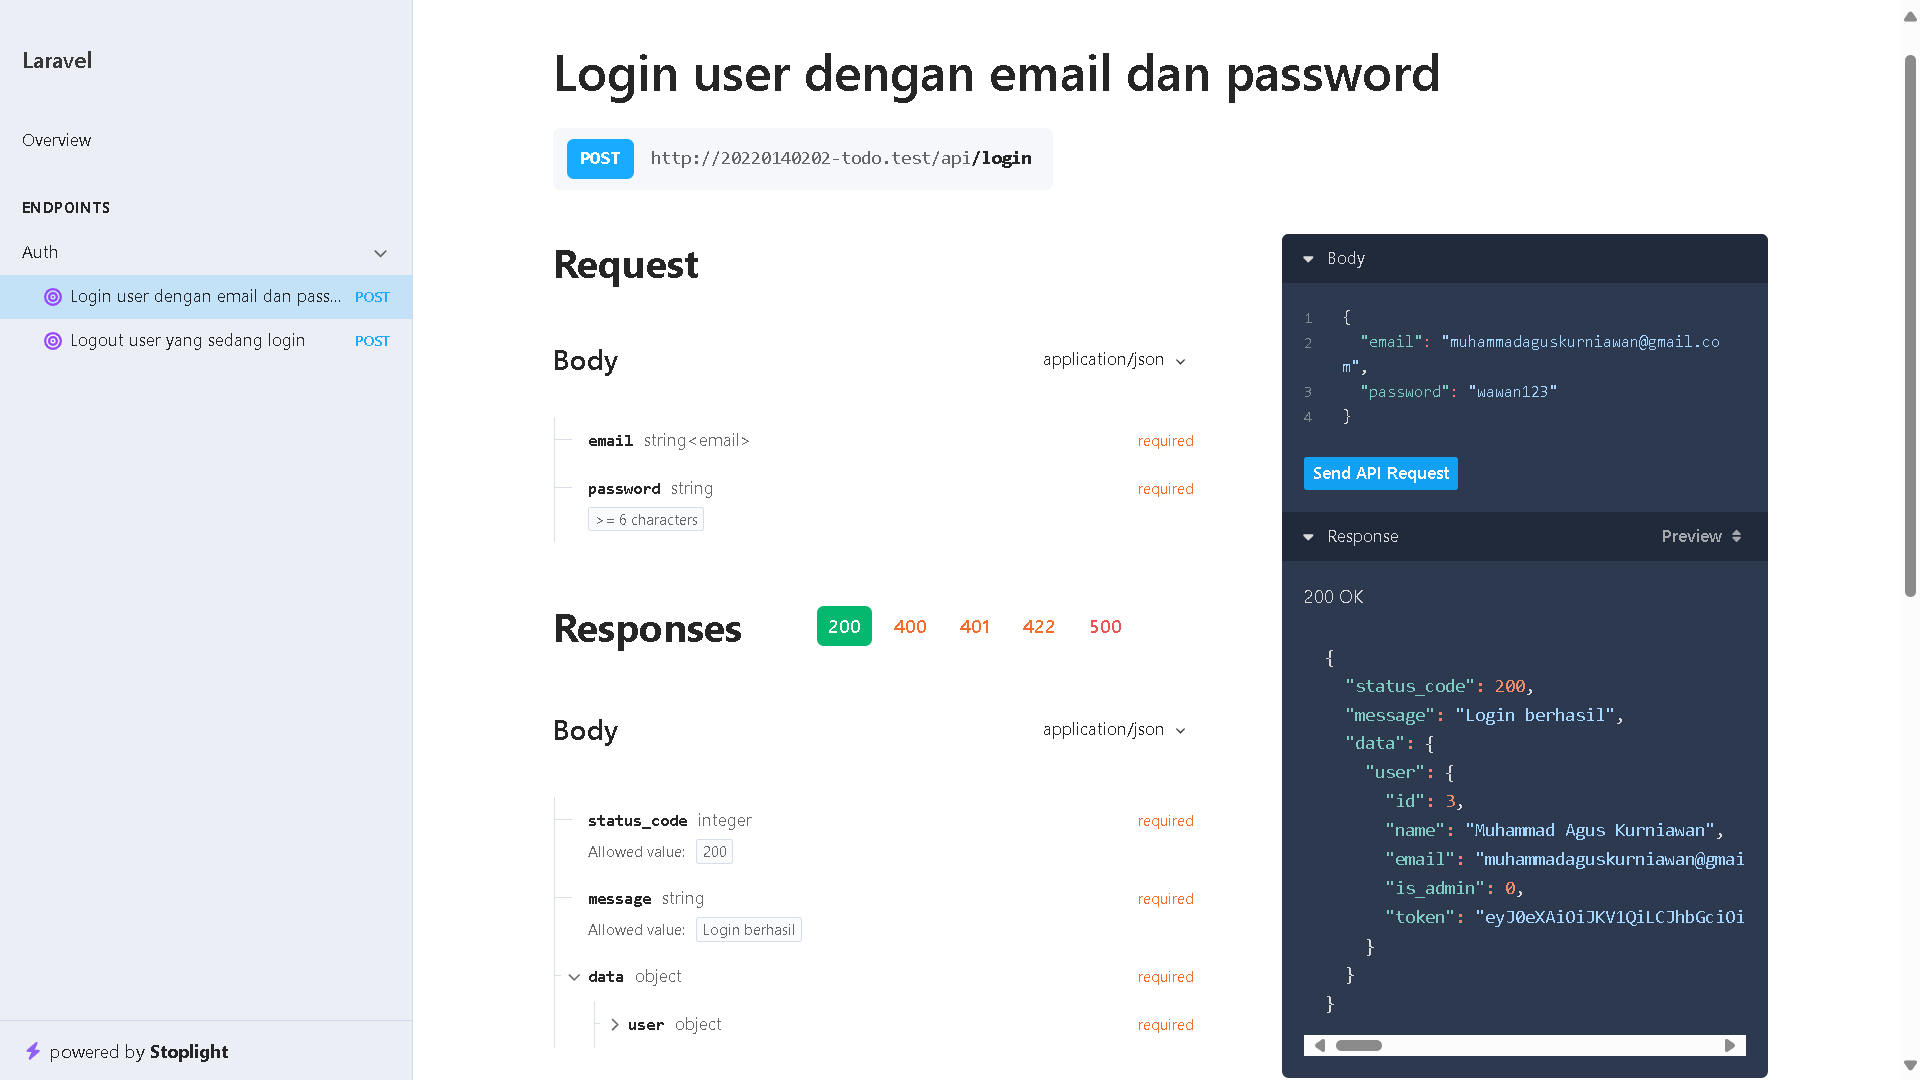 Laravel
Overview
ENDPOINTS
Auth
Login user dengan email dan pass... POST
Logout user yang sedang login POST
powered by Stoplight
Login user dengan email dan password
POST http://20220140202-todo.test/api/login
Request
Body application/json
email string<email> required
password string required
>= 6 characters
Responses 200 400 401 422 500
Body application/json
status_code integer required
Allowed value: 200
message string required
Allowed value: Login berhasil
data object required
user object required
Body
1 {
2 "email": "muhammadaguskurniawan@gmail.co
m",
3 "password": "wawan123"
4 }
Send API Request
Response Preview
200 OK
{
"status_code": 200,
"message": "Login berhasil",
"data": {
"user": {
"id": 3,
"name": "Muhammad Agus Kurniawan",
"email": "muhammadaguskurniawan@gmai
"is_admin": 0,
"token": "eyJ0eXAiOiJKV1QiLCJhbGciOi
}
}
}